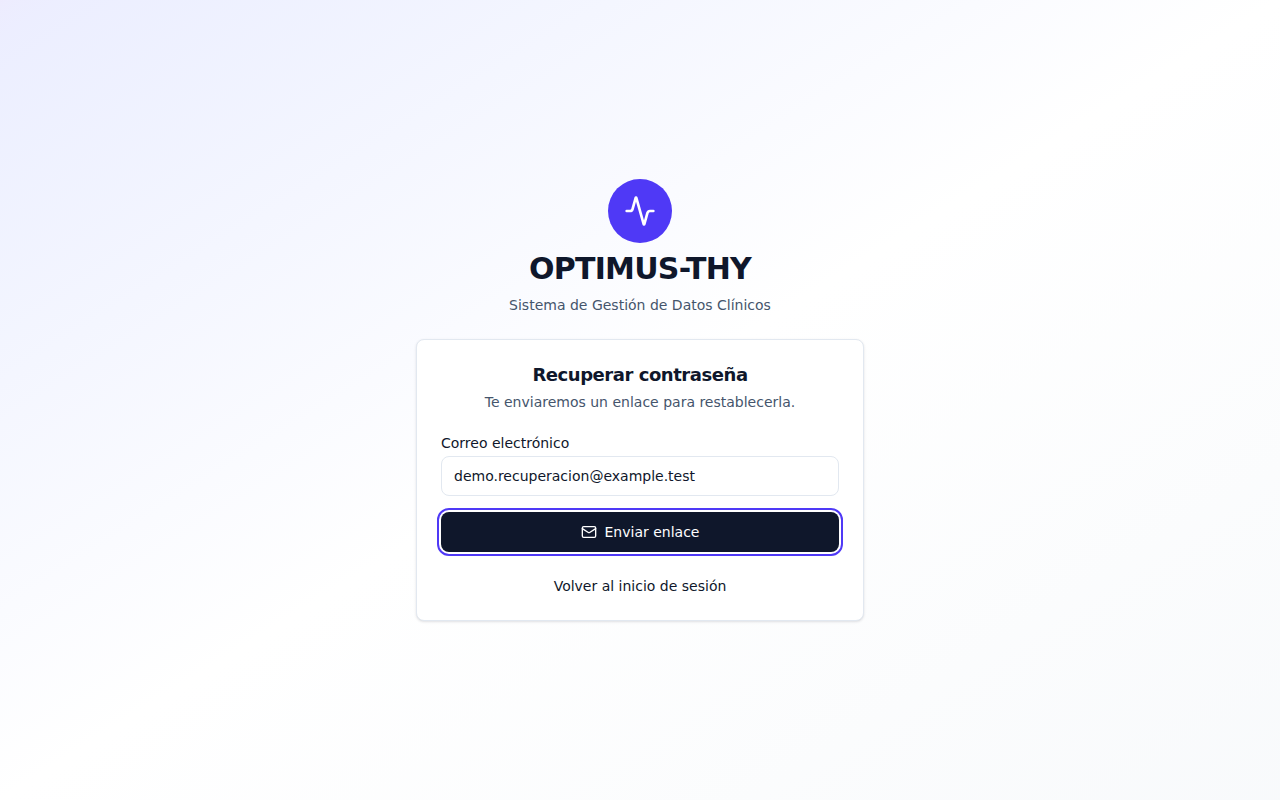 OPTIMUS-THY
Sistema de Gestión de Datos Clínicos
Recuperar contraseña
Te enviaremos un enlace para restablecerla.
Correo electrónico
demo.recuperacion@example.test
Enviar enlace
Volver al inicio de sesión